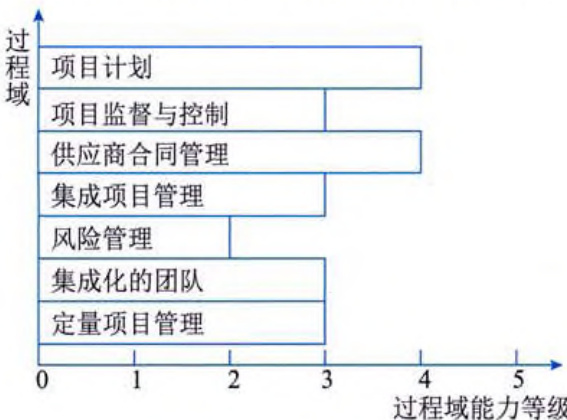 过程域
项目计划
项目监督与控制
供应商合同管理
集成项目管理
风险管理
集成化的团队
定量项目管理
0 1 2 3 4 5
过程域能力等级